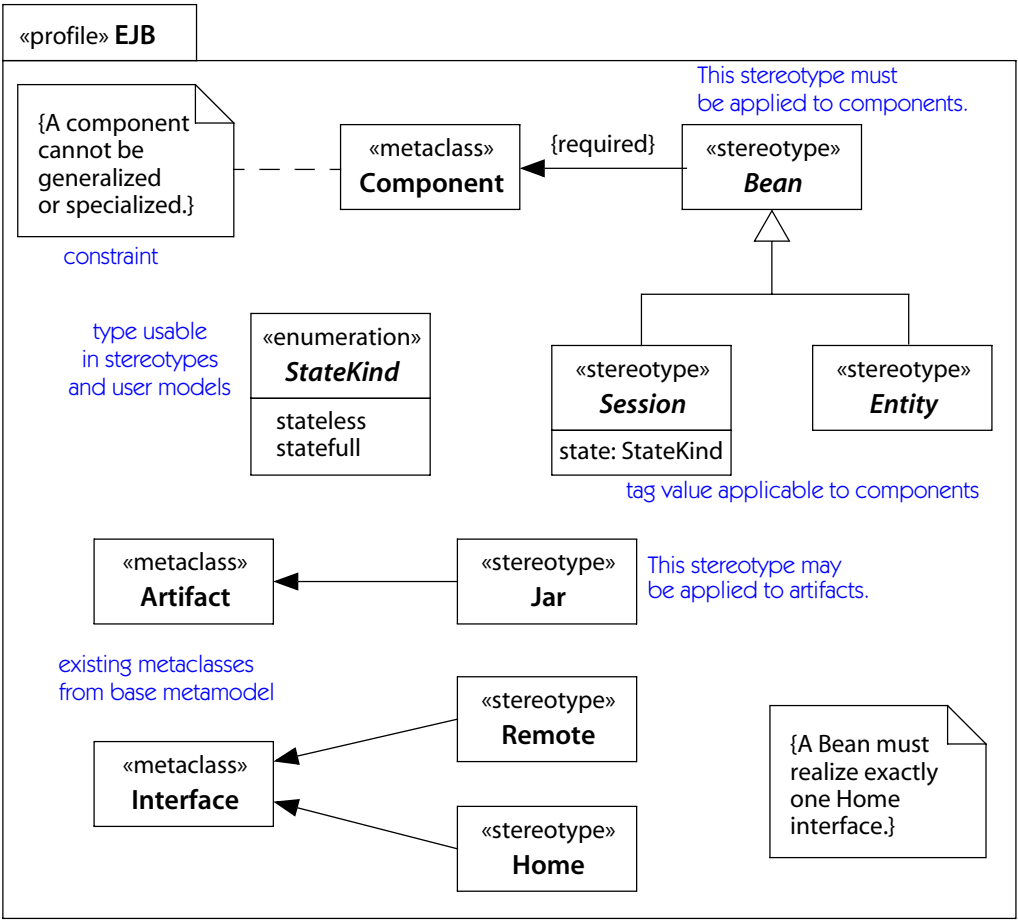 «profile» EJB
This stereotype must
be applied to components.
{A component
cannot be
generalized
or specialized.}
constraint
«metaclass»
Component
{required}
«stereotype»
Bean
type usable
in stereotypes
and user models
«enumeration»
StateKind
stateless
statefull
«stereotype»
Session
state: StateKind
«stereotype»
Entity
tag value applicable to components
«metaclass»
Artifact
«stereotype»
Jar
This stereotype may
be applied to artifacts.
existing metaclasses
from base metamodel
«metaclass»
Interface
«stereotype»
Remote
«stereotype»
Home
{A Bean must
realize exactly
one Home
interface.}